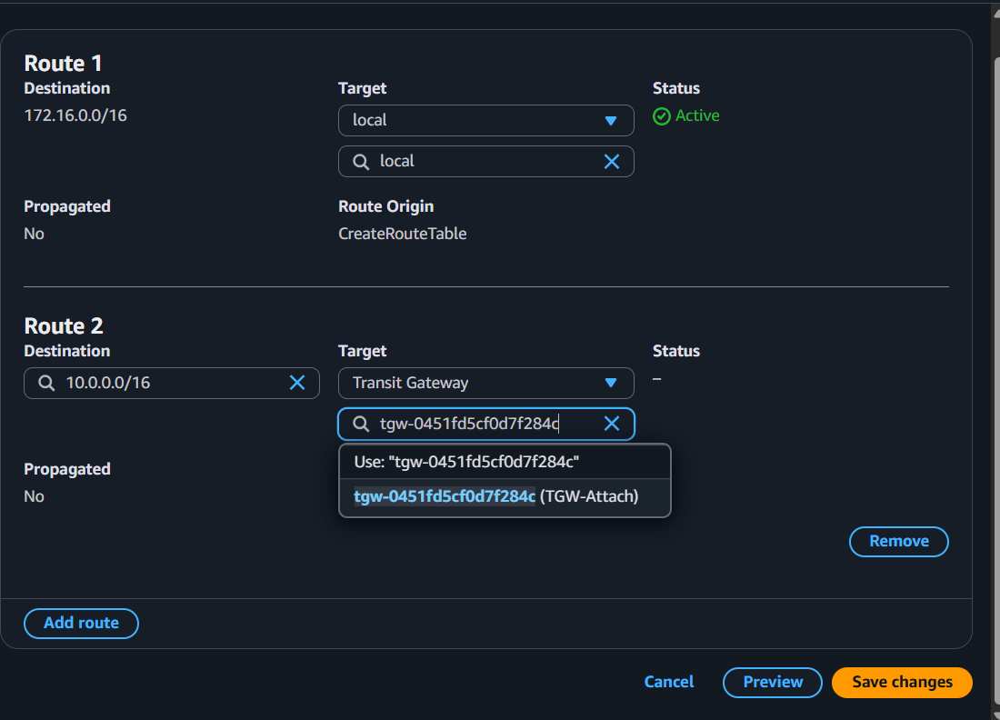 Route 1
Destination
Target
Status
172.16.0.0/16
local
Active
local
Propagated
Route Origin
No
CreateRouteTable
Route 2
Destination
Target
Status
10.0.0.0/16
Transit Gateway
–
tgw-0451fd5cf0d7f284c
Use: "tgw-0451fd5cf0d7f284c"
Propagated
tgw-0451fd5cf0d7f284c (TGW-Attach)
No
Remove
Add route
Cancel
Preview
Save changes